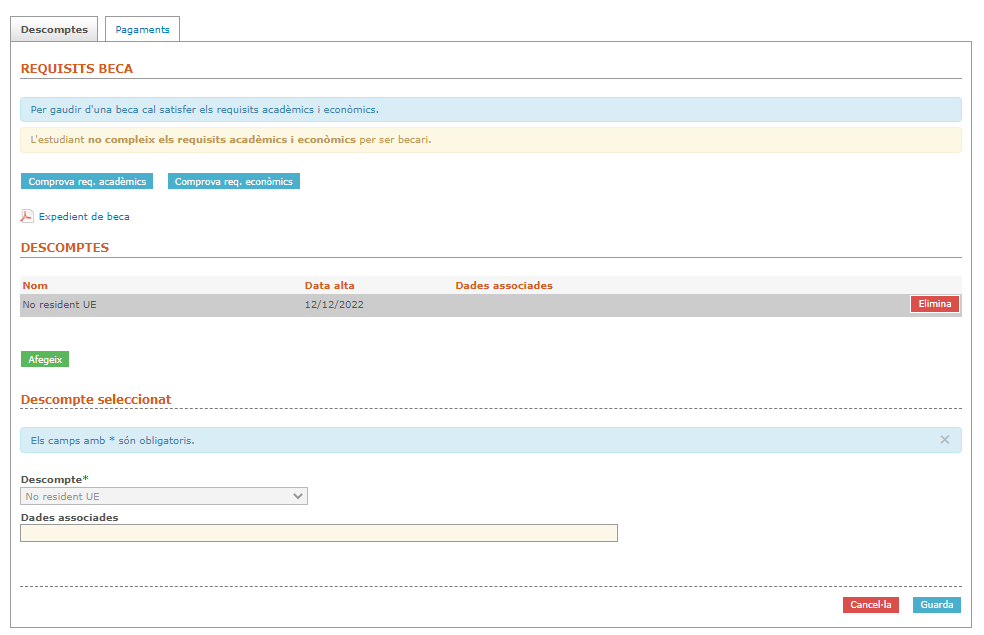 Descomptes Pagaments
REQUISITS BECA
Per gaudir d'una beca cal satisfer els requisits acadèmics i econòmics.
L'estudiant no compleix els requisits acadèmics i econòmics per ser becari.
Comprova req. acadèmics Comprova req. econòmics
Expedient de beca
DESCOMPTES
Nom Data alta Dades associades
No resident UE 12/12/2022 Elimina
Afegeix
Descompte seleccionat
Els camps amb * són obligatoris. ×
Descompte*
No resident UE
Dades associades
Cancel·la Guarda